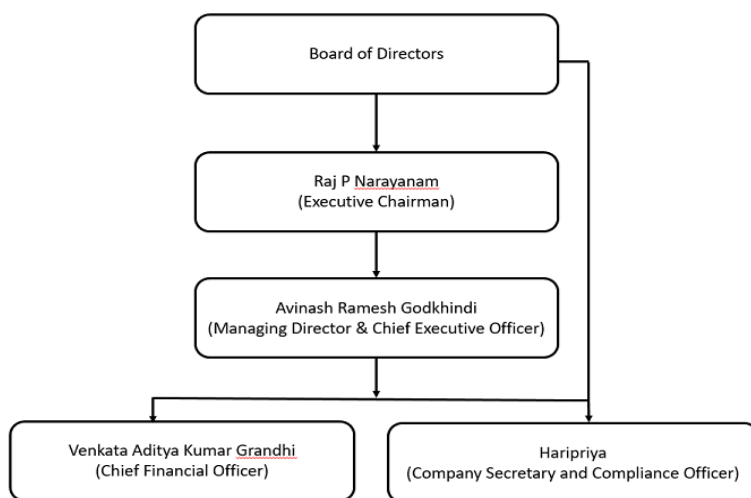 Board of Directors
Raj P Narayanam
(Executive Chairman)
Avinash Ramesh Godkhindi
(Managing Director & Chief Executive Officer)
Venkata Aditya Kumar Grandhi
(Chief Financial Officer)
Haripriya
(Company Secretary and Compliance Officer)